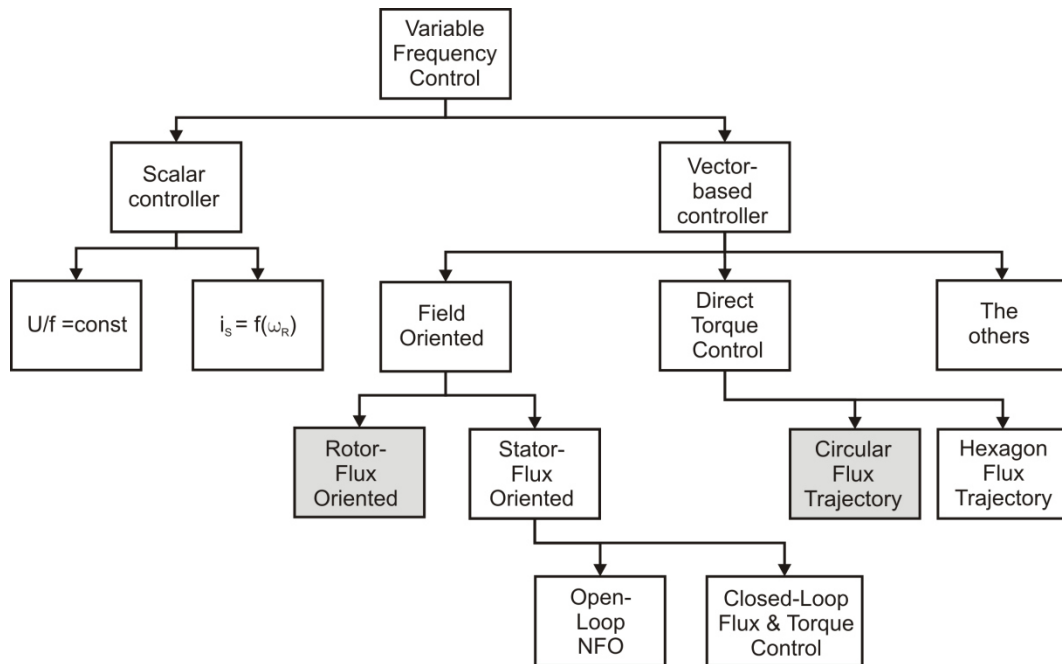 Variable
Frequency
Control
Scalar
controller
Vector-
based
controller
U/f =const
iₛ = f(ωᵣ)
Field
Oriented
Direct
Torque
Control
The
others
Rotor-
Flux
Oriented
Stator-
Flux
Oriented
Circular
Flux
Trajectory
Hexagon
Flux
Trajectory
Open-
Loop
NFO
Closed-Loop
Flux & Torque
Control